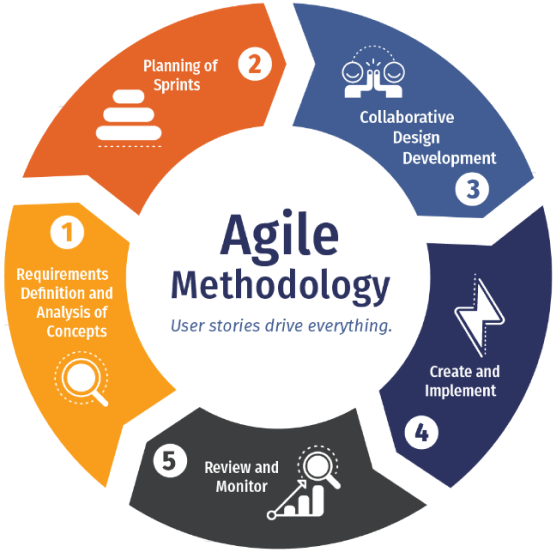 Agile
Methodology
User stories drive everything.
1
Requirements
Definition and
Analysis of
Concepts
Planning of
Sprints
2
Collaborative
Design
Development
3
Create and
Implement
4
5
Review and
Monitor